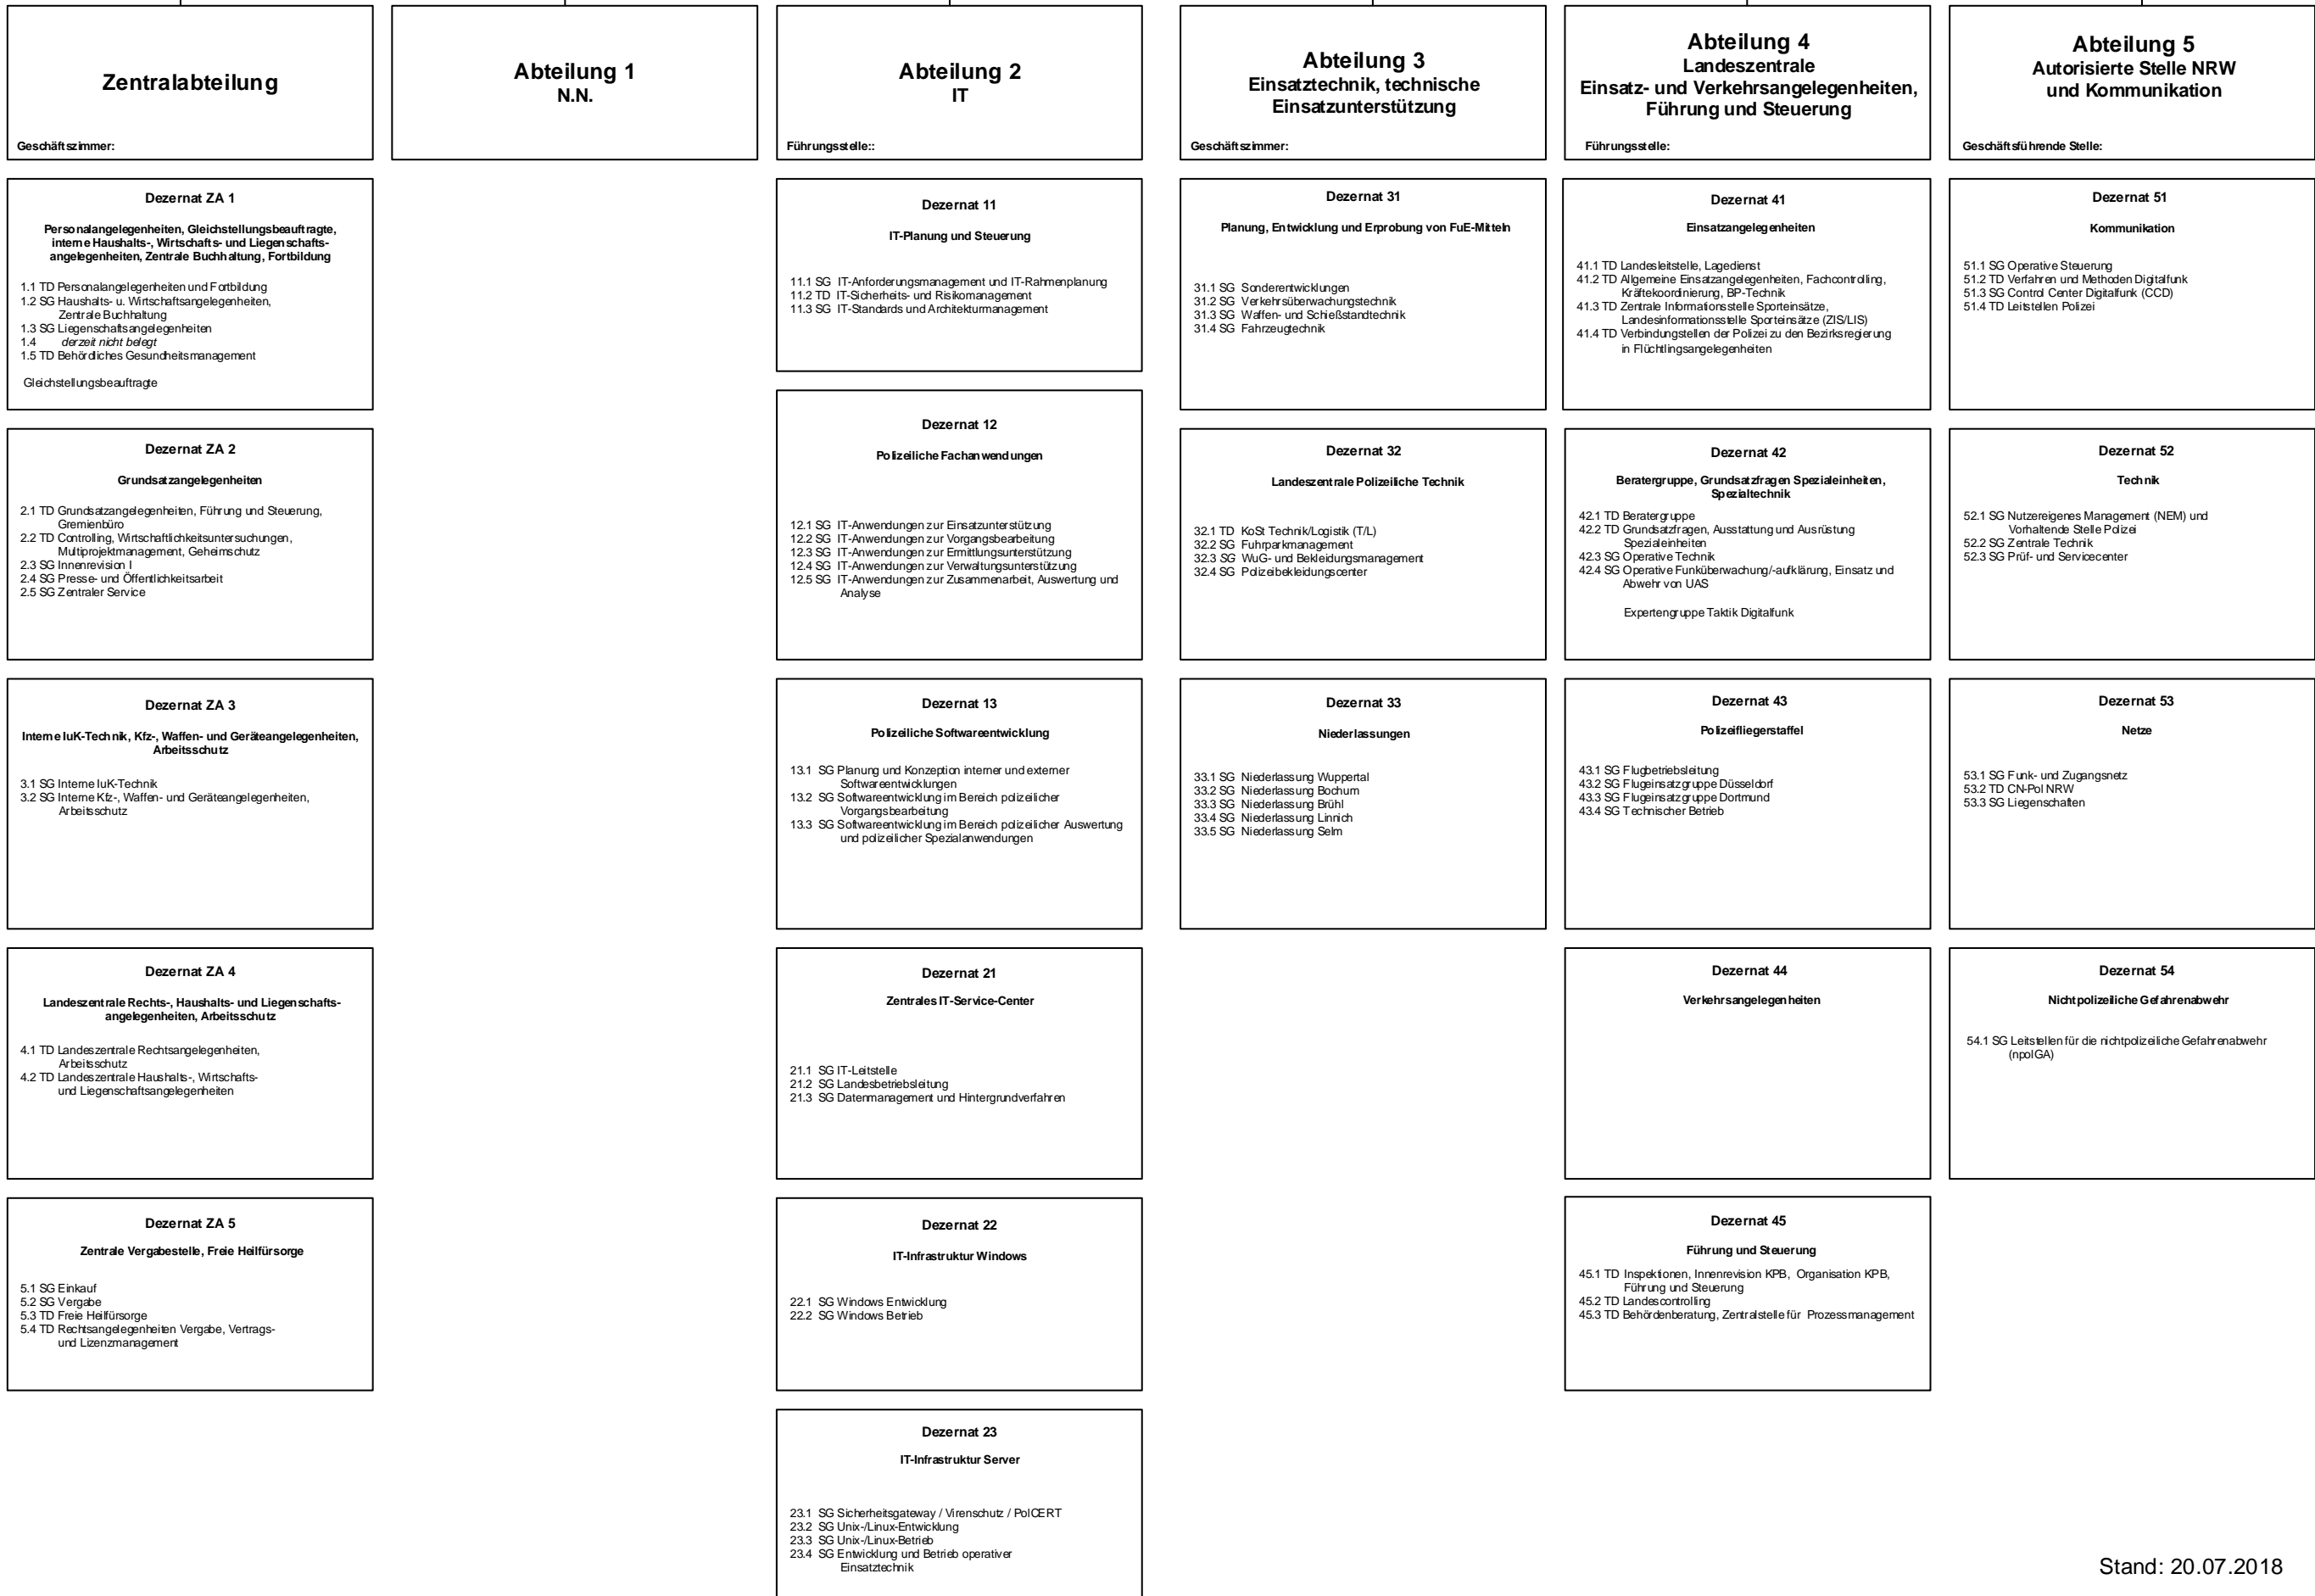 Zentralabteilung
Geschäftszimmer:
Dezernat ZA 1
Personalangelegenheiten, Gleichstellungsbeauftragte,
interne Haushalts-, Wirtschafts- und Liegenschafts-
angelegenheiten, Zentrale Buchhaltung, Fortbildung
1.1 TD Personalangelegenheiten und Fortbildung
1.2 SG Haushalts- u. Wirtschaftsangelegenheiten,
Zentrale Buchhaltung
1.3 SG Liegenschaftsangelegenheiten
1.4 derzeit nicht belegt
1.5 TD Behördliches Gesundheitsmanagement
Gleichstellungsbeauftragte
Dezernat ZA 2
Grundsatzangelegenheiten
2.1 TD Grundsatzangelegenheiten, Führung und Steuerung,
Gremienbüro
2.2 TD Controlling, Wirtschaftlichkeitsuntersuchungen,
Multiprojektmanagement, Geheimschutz
2.3 SG Innenrevision I
2.4 SG Presse- und Öffentlichkeitsarbeit
2.5 SG Zentraler Service
Dezernat ZA 3
Interne IuK-Technik, Kfz-, Waffen- und Geräteangelegenheiten,
Arbeitsschutz
3.1 SG Interne IuK-Technik
3.2 SG Interne Kfz-, Waffen- und Geräteangelegenheiten,
Arbeitsschutz
Dezernat ZA 4
Landeszentrale Rechts-, Haushalts- und Liegenschafts-
angelegenheiten, Arbeitsschutz
4.1 TD Landeszentrale Rechtsangelegenheiten,
Arbeitsschutz
4.2 TD Landeszentrale Haushalts-, Wirtschafts-
und Liegenschaftsangelegenheiten
Dezernat ZA 5
Zentrale Vergabestelle, Freie Heilfürsorge
5.1 SG Einkauf
5.2 SG Vergabe
5.3 TD Freie Heilfürsorge
5.4 TD Rechtsangelegenheiten Vergabe, Vertrags-
und Lizenzmanagement
Abteilung 1
N.N.
Abteilung 2
IT
Führungsstelle::
Dezernat 11
IT-Planung und Steuerung
11.1 SG IT-Anforderungsmanagement und IT-Rahmenplanung
11.2 TD IT-Sicherheits- und Risikomanagement
11.3 SG IT-Standards und Architekturmanagement
Dezernat 12
Polizeiliche Fachanwendungen
12.1 SG IT-Anwendungen zur Einsatzunterstützung
12.2 SG IT-Anwendungen zur Vorgangsbearbeitung
12.3 SG IT-Anwendungen zur Ermittlungsunterstützung
12.4 SG IT-Anwendungen zur Verwaltungsunterstützung
12.5 SG IT-Anwendungen zur Zusammenarbeit, Auswertung und
Analyse
Dezernat 13
Polizeiliche Softwareentwicklung
13.1 SG Planung und Konzeption interner und externer
Softwareentwicklungen
13.2 SG Softwareentwicklung im Bereich polizeilicher
Vorgangsbearbeitung
13.3 SG Softwareentwicklung im Bereich polizeilicher Auswertung
und polizeilicher Spezialanwendungen
Dezernat 21
Zentrales IT-Service-Center
21.1 SG IT-Leitstelle
21.2 SG Landesbetriebsleitung
21.3 SG Datenmanagement und Hintergrundverfahren
Dezernat 22
IT-Infrastruktur Windows
22.1 SG Windows Entwicklung
22.2 SG Windows Betrieb
Dezernat 23
IT-Infrastruktur Server
23.1 SG Sicherheitsgateway / Virenschutz / PolCERT
23.2 SG Unix-/Linux-Entwicklung
23.3 SG Unix-/Linux-Betrieb
23.4 SG Entwicklung und Betrieb operativer
Einsatztechnik
Abteilung 3
Einsatztechnik, technische
Einsatzunterstützung
Geschäftszimmer:
Dezernat 31
Planung, Entwicklung und Erprobung von FuE-Mitteln
31.1 SG Sonderentwicklungen
31.2 SG Verkehrsüberwachungstechnik
31.3 SG Waffen- und Schießstandtechnik
31.4 SG Fahrzeugtechnik
Dezernat 32
Landeszentrale Polizeiliche Technik
32.1 TD KoSt Technik/Logistik (T/L)
32.2 SG Fuhrparkmanagement
32.3 SG WuG- und Bekleidungsmanagement
32.4 SG Polizeibekleidungscenter
Dezernat 33
Niederlassungen
33.1 SG Niederlassung Wuppertal
33.2 SG Niederlassung Bochum
33.3 SG Niederlassung Brühl
33.4 SG Niederlassung Linnich
33.5 SG Niederlassung Selm
Abteilung 4
Landeszentrale
Einsatz- und Verkehrsangelegenheiten,
Führung und Steuerung
Führungsstelle:
Dezernat 41
Einsatzangelegenheiten
41.1 TD Landesleitstelle, Lagedienst
41.2 TD Allgemeine Einsatzangelegenheiten, Fachcontrolling,
Kräftekoordinierung, BP-Technik
41.3 TD Zentrale Informationsstelle Sporteinsätze,
Landesinformationsstelle Sporteinsätze (ZIS/LIS)
41.4 TD Verbindungstellen der Polizei zu den Bezirksregierung
in Flüchtlingsangelegenheiten
Dezernat 42
Beratergruppe, Grundsatzfragen Spezialeinheiten,
Spezialtechnik
42.1 TD Beratergruppe
42.2 TD Grundsatzfragen, Ausstattung und Ausrüstung
Spezialeinheiten
42.3 SG Operative Technik
42.4 SG Operative Funküberwachung/-aufklärung, Einsatz und
Abwehr von UAS
Expertengruppe Taktik Digitalfunk
Dezernat 43
Polizeifliegerstaffel
43.1 SG Flugbetriebsleitung
43.2 SG Flugeinsatzgruppe Düsseldorf
43.3 SG Flugeinsatzgruppe Dortmund
43.4 SG Technischer Betrieb
Dezernat 44
Verkehrsangelegenheiten
Dezernat 45
Führung und Steuerung
45.1 TD Inspektionen, Innenrevision KPB, Organisation KPB,
Führung und Steuerung
45.2 TD Landescontrolling
45.3 TD Behördenberatung, Zentralstelle für Prozessmanagement
Abteilung 5
Autorisierte Stelle NRW
und Kommunikation
Geschäftsführende Stelle:
Dezernat 51
Kommunikation
51.1 SG Operative Steuerung
51.2 TD Verfahren und Methoden Digitalfunk
51.3 SG Control Center Digitalfunk (CCD)
51.4 TD Leitstellen Polizei
Dezernat 52
Technik
52.1 SG Nutzereigenes Management (NEM) und
Vorhaltende Stelle Polizei
52.2 SG Zentrale Technik
52.3 SG Prüf- und Servicecenter
Dezernat 53
Netze
53.1 SG Funk- und Zugangsnetz
53.2 TD CN-Pol NRW
53.3 SG Liegenschaften
Dezernat 54
Nichtpolizeiliche Gefahrenabwehr
54.1 SG Leitstellen für die nichtpolizeiliche Gefahrenabwehr
(npolGA)
Stand: 20.07.2018